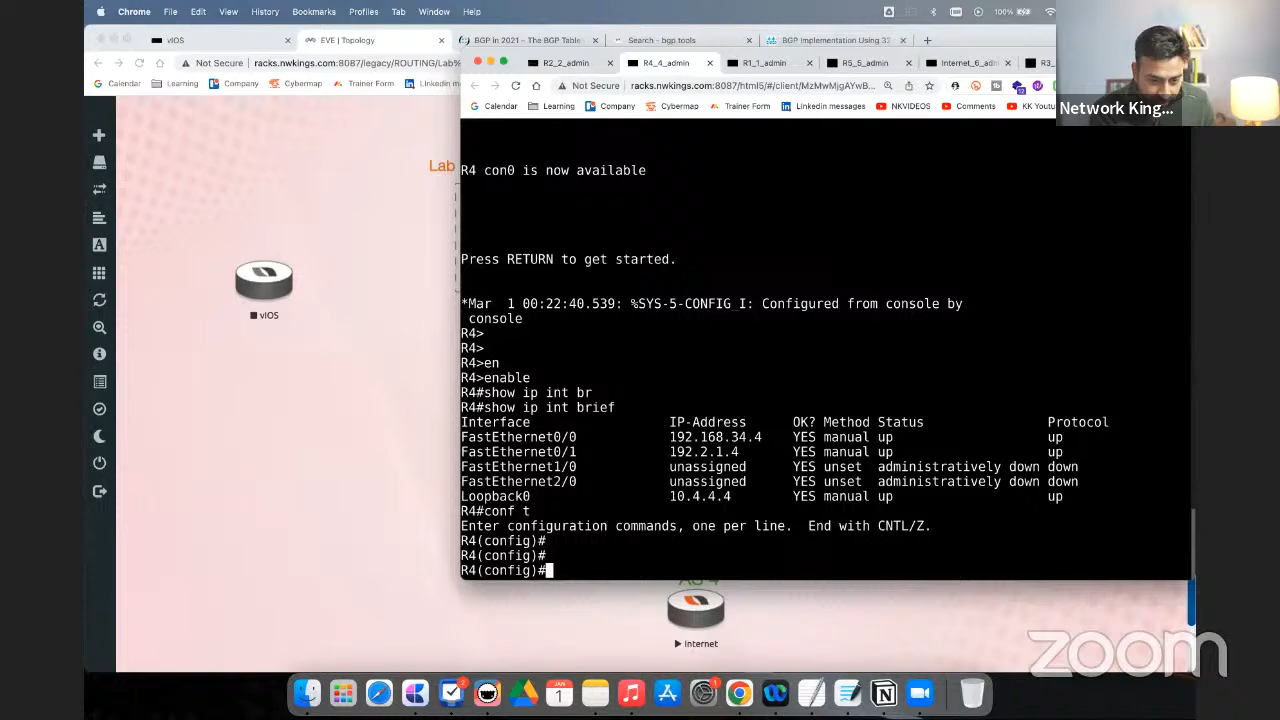 Chrome File Edit View History Bookmarks Profiles Tab Window Help 100%
vIOS EVE | Topology BGP in 2021 – The BGP Table Search - bgp.tools BGP Implementation Using 32
Not Secure racks.nwkings.com:8087/legacy/ROUTING/Lab%
R2_2_admin R4_4_admin R1_1_admin R5_5_admin Internet_6_admin R3_
Calendar Learning Company Cybermap Trainer Form Linkedin m
Not Secure racks.nwkings.com:8087/html5/#/client/MzMwMjgAYwB...
Calendar Learning Company Cybermap Trainer Form Linkedin messages NKVIDEOS Comments KK Yout
Network King...
Lab
R4 con0 is now available
Press RETURN to get started.
*Mar 1 00:22:40.539: %SYS-5-CONFIG_I: Configured from console by
console
R4>
R4>
R4>en
R4>enable
R4#show ip int br
R4#show ip int brief
Interface IP-Address OK? Method Status Protocol
FastEthernet0/0 192.168.34.4 YES manual up up
FastEthernet0/1 192.2.1.4 YES manual up up
FastEthernet1/0 unassigned YES unset administratively down down
FastEthernet2/0 unassigned YES unset administratively down down
Loopback0 10.4.4.4 YES manual up up
R4#conf t
Enter configuration commands, one per line. End with CNTL/Z.
R4(config)#
R4(config)#
R4(config)#
vIOS
Internet
zoom
JAN
1